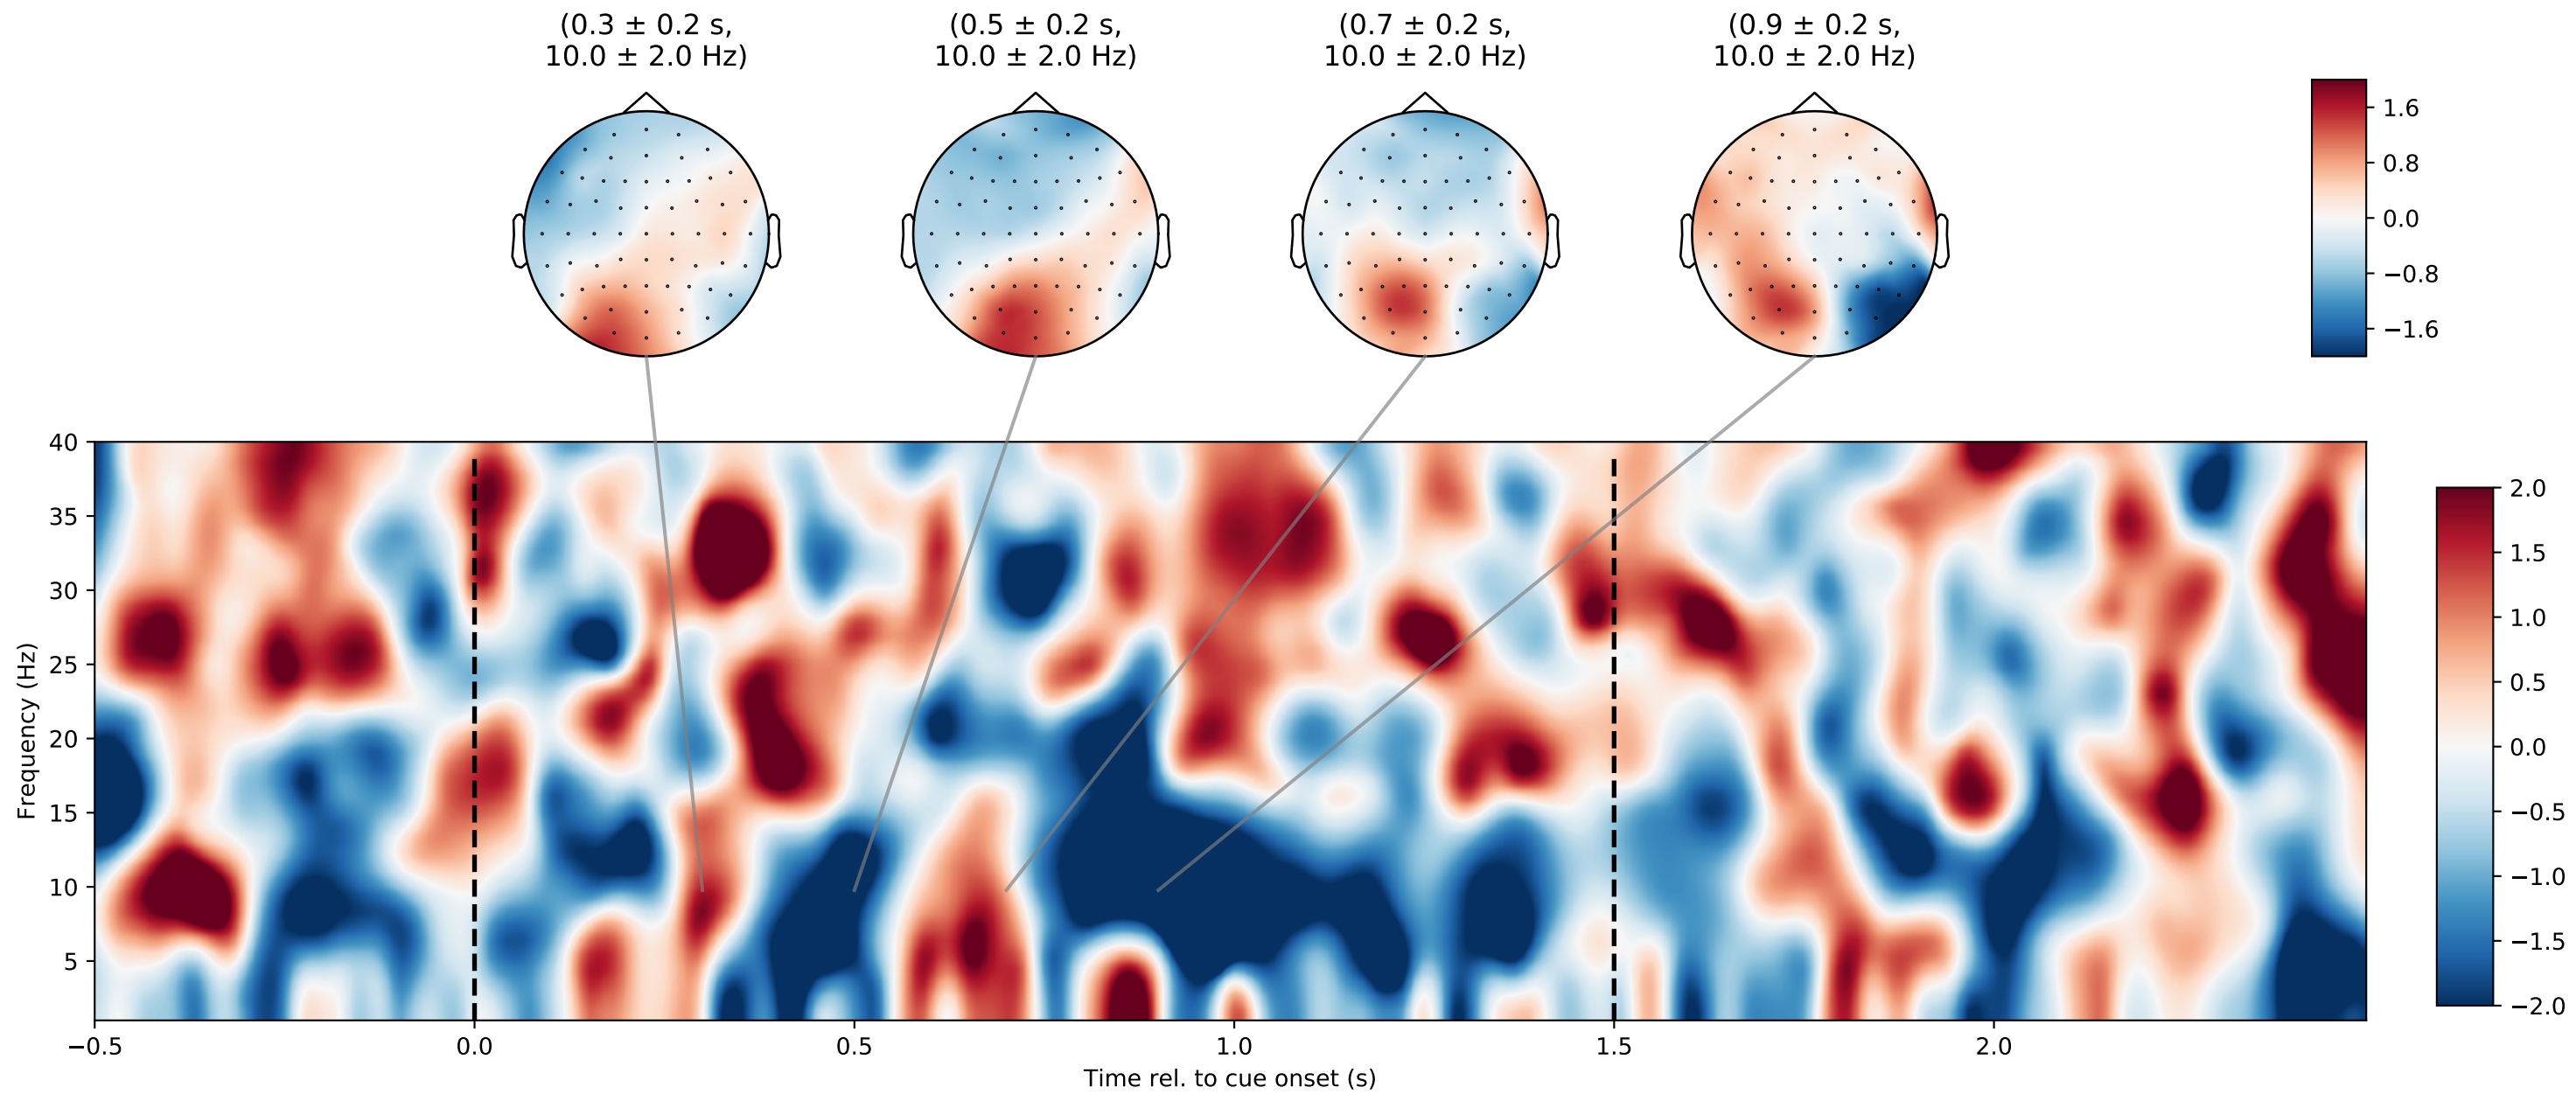 (0.3 ± 0.2 s,
10.0 ± 2.0 Hz)
(0.5 ± 0.2 s,
10.0 ± 2.0 Hz)
(0.7 ± 0.2 s,
10.0 ± 2.0 Hz)
(0.9 ± 0.2 s,
10.0 ± 2.0 Hz)
1.6
0.8
0.0
−0.8
−1.6
40
35
30
25
20
15
10
5
Frequency (Hz)
−0.5
0.0
0.5
1.0
1.5
2.0
Time rel. to cue onset (s)
2.0
1.5
1.0
0.5
0.0
−0.5
−1.0
−1.5
−2.0